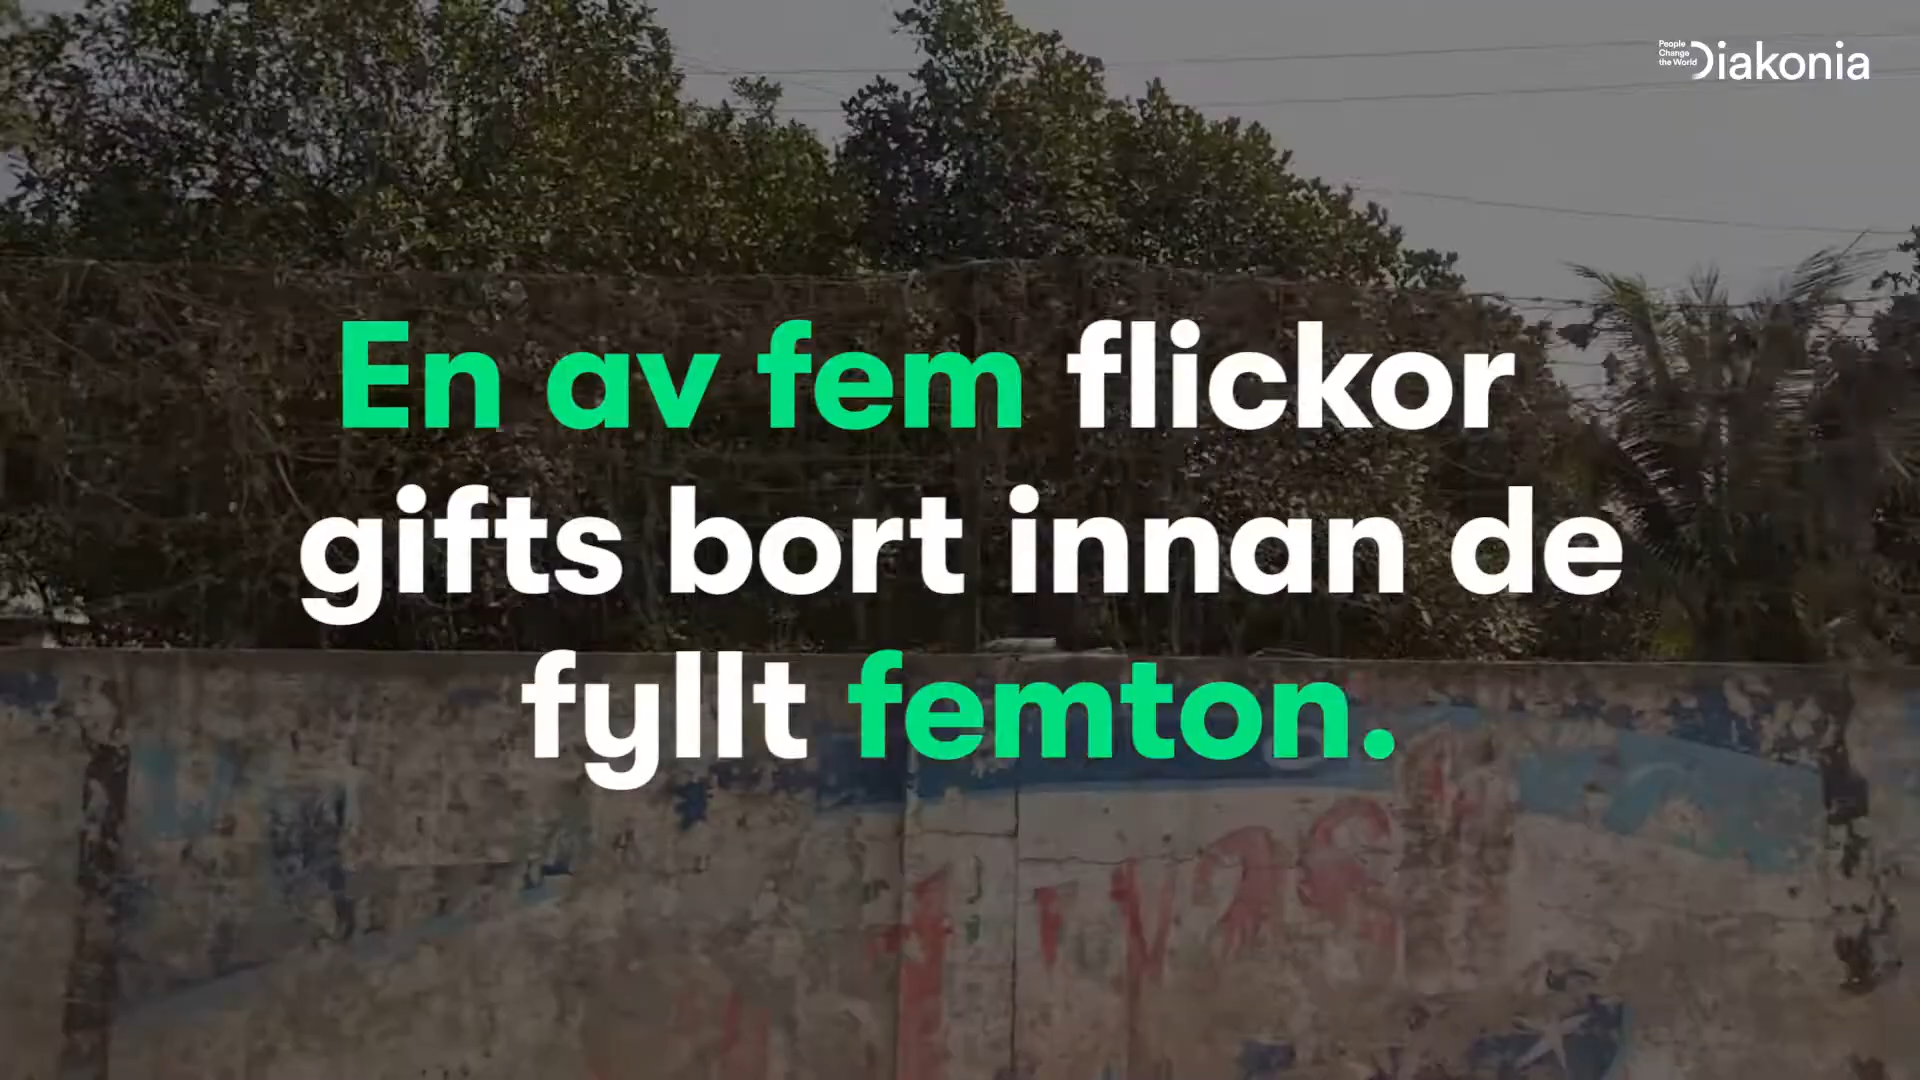 People
Change
the World
Diakonia
En av fem flickor
gifts bort innan de
fyllt femton.